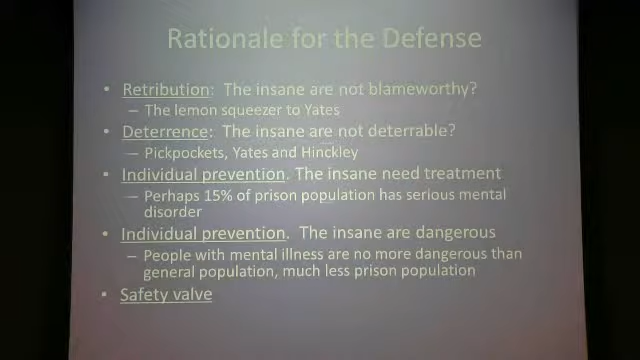 Rationale for the Defense
• Retribution: The insane are not blameworthy?
– The lemon squeezer to Yates
• Deterrence: The insane are not deterrable?
– Pickpockets, Yates and Hinckley
• Individual prevention. The insane need treatment
– Perhaps 15% of prison population has serious mental
disorder
• Individual prevention. The insane are dangerous
– People with mental illness are no more dangerous than
general population, much less prison population
• Safety valve